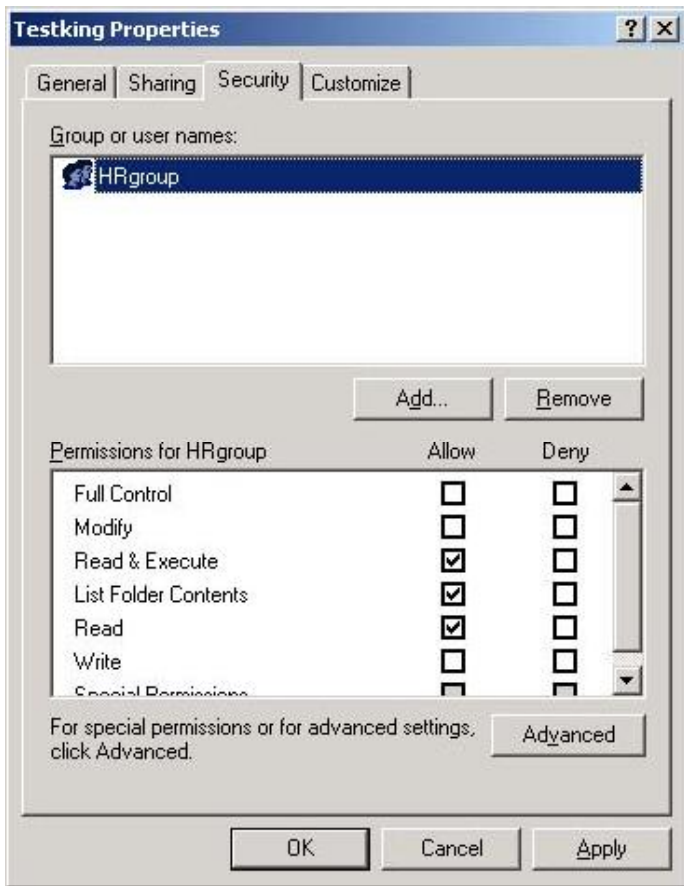 Testking Properties
General Sharing Security Customize
Group or user names:
HRgroup
Add... Remove
Permissions for HRgroup Allow Deny
Full Control
Modify
Read & Execute
List Folder Contents
Read
Write
Special Permissions
For special permissions or for advanced settings, click Advanced.
Advanced
OK Cancel Apply